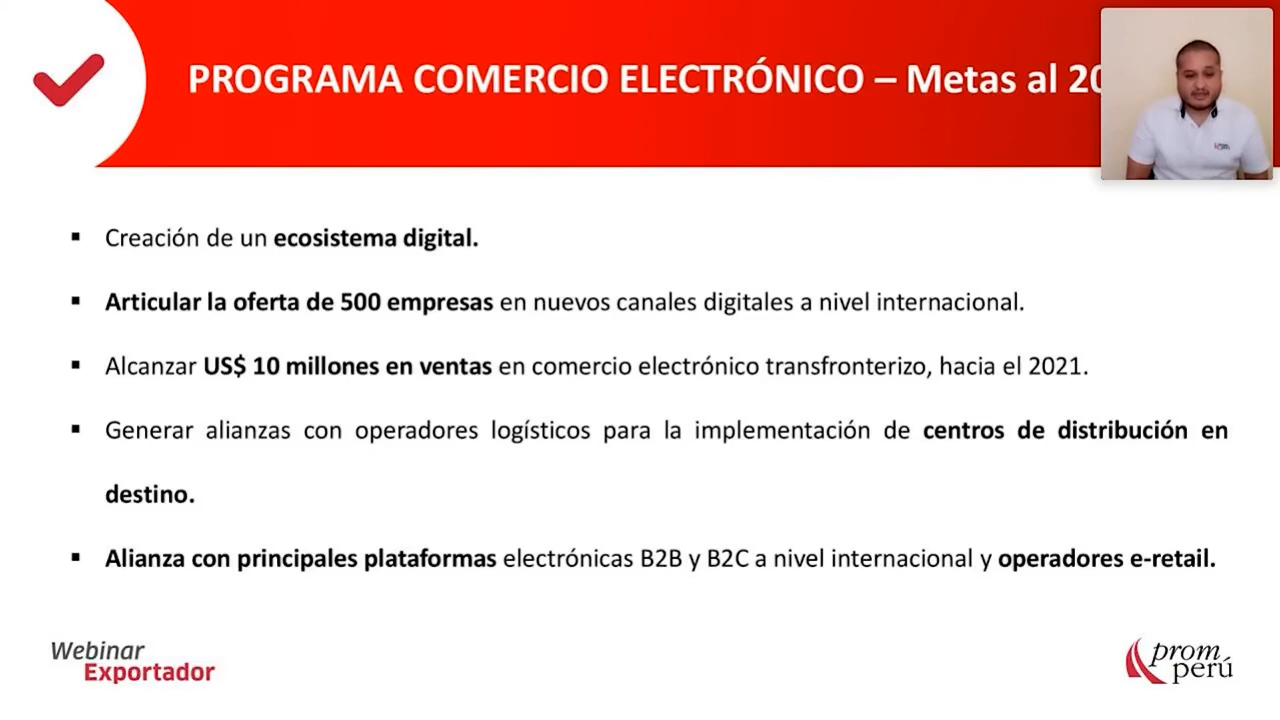 PROGRAMA COMERCIO ELECTRÓNICO – Metas al 20
Creación de un ecosistema digital.
Articular la oferta de 500 empresas en nuevos canales digitales a nivel internacional.
Alcanzar US$ 10 millones en ventas en comercio electrónico transfronterizo, hacia el 2021.
Generar alianzas con operadores logísticos para la implementación de centros de distribución en
destino.
Alianza con principales plataformas electrónicas B2B y B2C a nivel internacional y operadores e-retail.
Webinar
Exportador
prom
perú